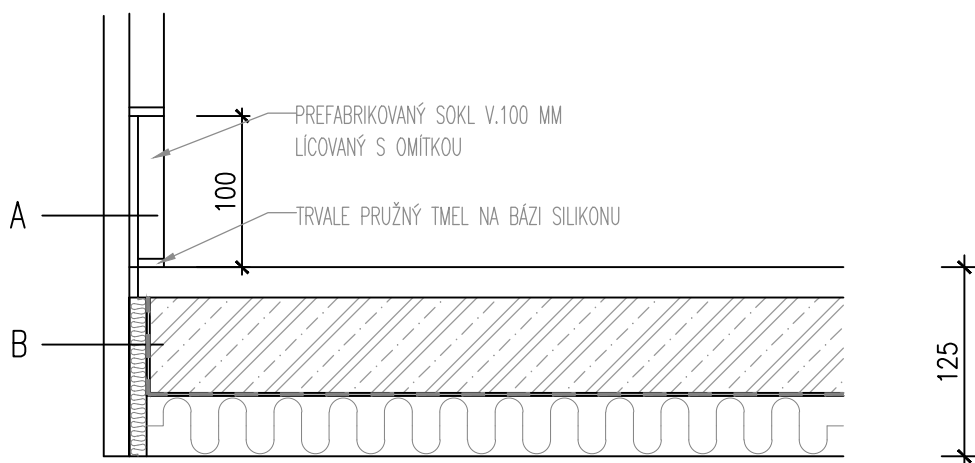 PREFABRIKOVANÝ SOKL V.100 MM
LÍCOVANÝ S OMÍTKOU
100
A
TRVALE PRUŽNÝ TMEL NA BÁZI SILIKONU
B
125